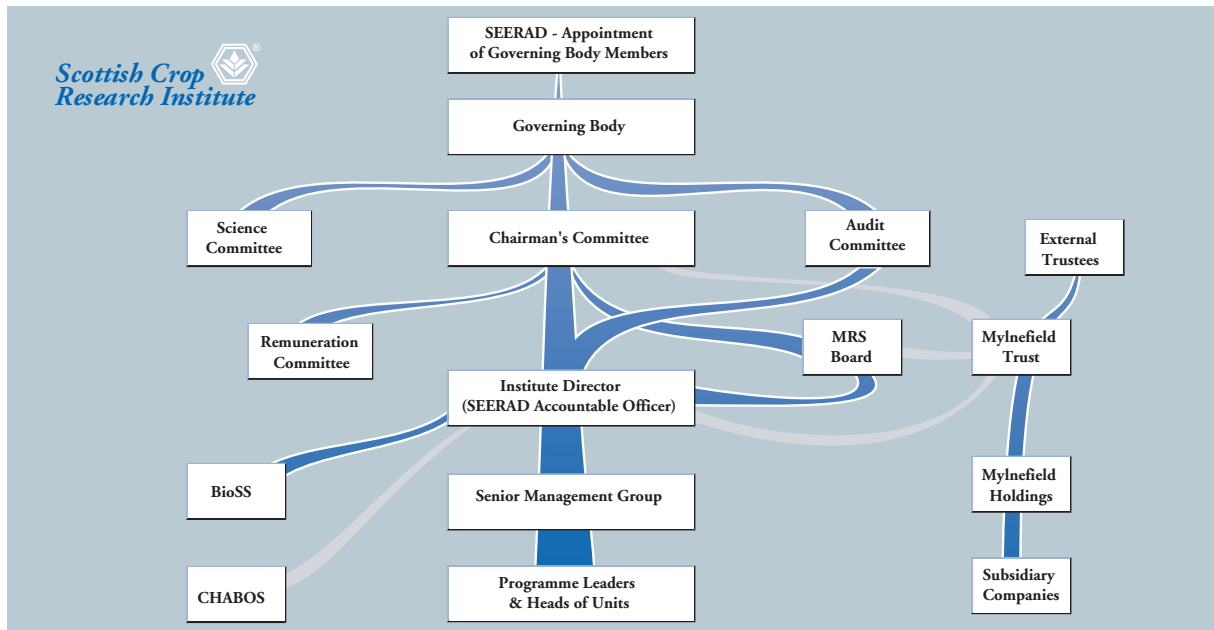 SEERAD - Appointment
of Governing Body Members
Scottish Crop
Research Institute
®
Governing Body
Science
Committee
Chairman's Committee
Audit
Committee
External
Trustees
Remuneration
Committee
MRS
Board
Mylnefield
Trust
Institute Director
(SEERAD Accountable Officer)
BioSS
Senior Management Group
Mylnefield
Holdings
CHABOS
Programme Leaders
& Heads of Units
Subsidiary
Companies